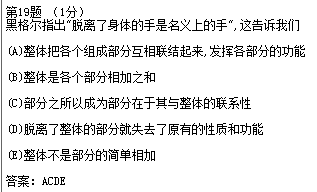 第19题 （1分）
黑格尔指出“脱离了身体的手是名义上的手”，这告诉我们
(A)整体把各个组成部分互相联结起来，发挥各部分的功能
(B)整体是各个部分相加之和
(C)部分之所以成为部分在于其与整体的联系性
(D)脱离了整体的部分就失去了原有的性质和功能
(E)整体不是部分的简单相加
答案：ACDE